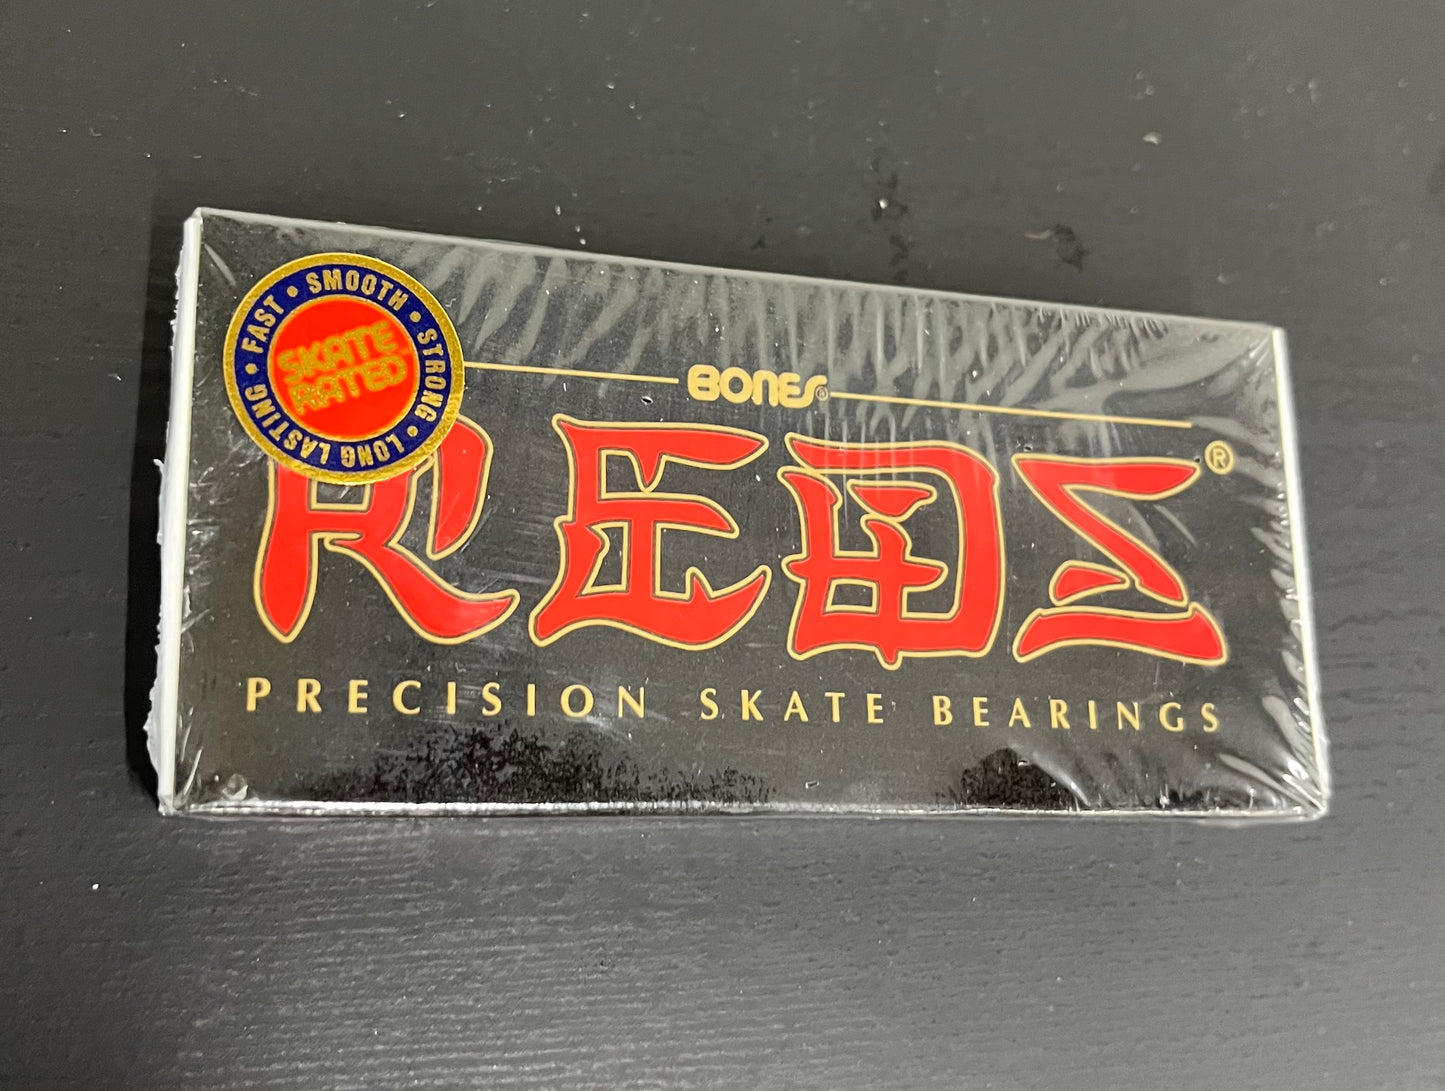 FAST • SMOOTH • STRONG • LONG LASTING •
SKATE
RATED
BONES®
REDS®
PRECISION SKATE BEARINGS